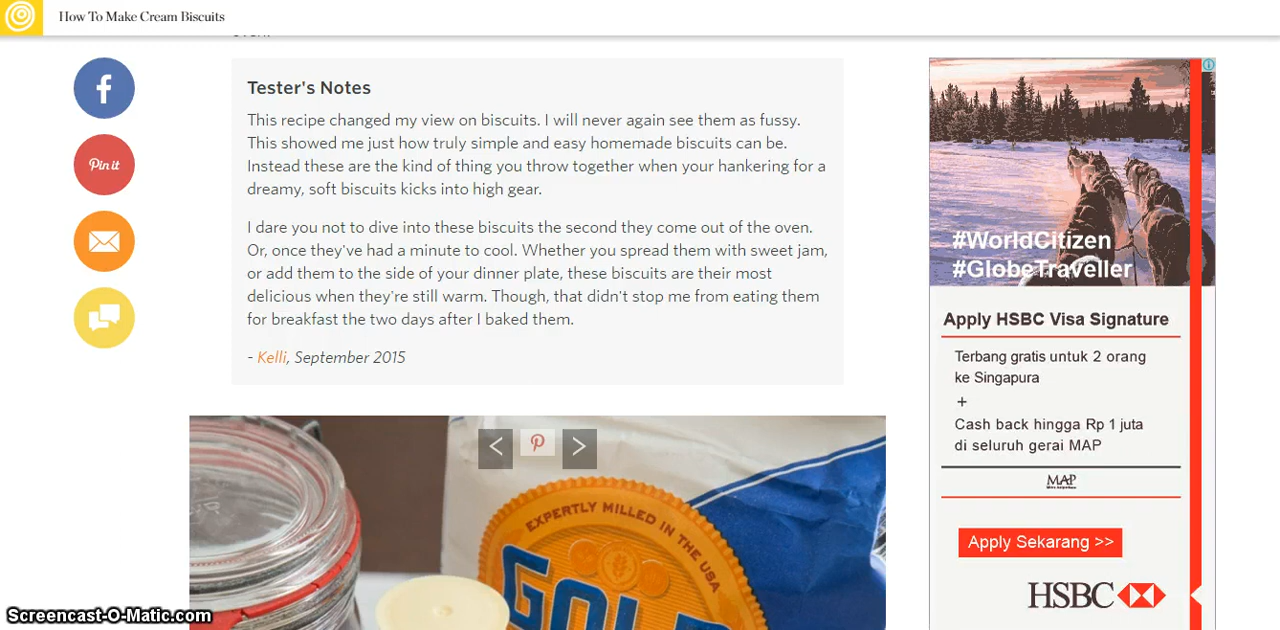 How To Make Cream Biscuits
Tester's Notes
This recipe changed my view on biscuits. I will never again see them as fussy.
This showed me just how truly simple and easy homemade biscuits can be.
Instead these are the kind of thing you throw together when your hankering for a
dreamy, soft biscuits kicks into high gear.
I dare you not to dive into these biscuits the second they come out of the oven.
Or, once they've had a minute to cool. Whether you spread them with sweet jam,
or add them to the side of your dinner plate, these biscuits are their most
delicious when they're still warm. Though, that didn't stop me from eating them
for breakfast the two days after I baked them.
- Kelli, September 2015
Pin it
EXPERTLY MILLED IN THE USA
GOLD
#WorldCitizen
#GlobeTraveller
Apply HSBC Visa Signature
Terbang gratis untuk 2 orang
ke Singapura
+
Cash back hingga Rp 1 juta
di seluruh gerai MAP
MAP
Apply Sekarang >>
HSBC
Screencast-O-Matic.com